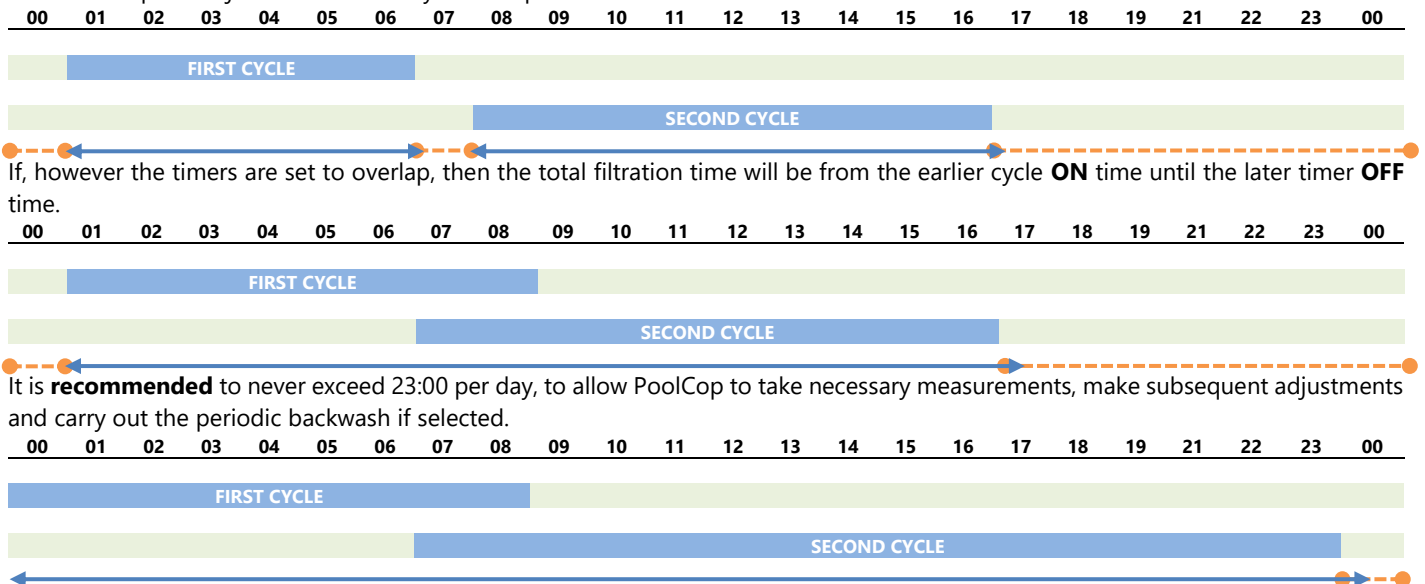 00 01 02 03 04 05 06 07 08 09 10 11 12 13 14 15 16 17 18 19 21 22 23 00
FIRST CYCLE
SECOND CYCLE
If, however the timers are set to overlap, then the total filtration time will be from the earlier cycle ON time until the later timer OFF
time.
00 01 02 03 04 05 06 07 08 09 10 11 12 13 14 15 16 17 18 19 21 22 23 00
FIRST CYCLE
SECOND CYCLE
It is recommended to never exceed 23:00 per day, to allow PoolCop to take necessary measurements, make subsequent adjustments
and carry out the periodic backwash if selected.
00 01 02 03 04 05 06 07 08 09 10 11 12 13 14 15 16 17 18 19 21 22 23 00
FIRST CYCLE
SECOND CYCLE